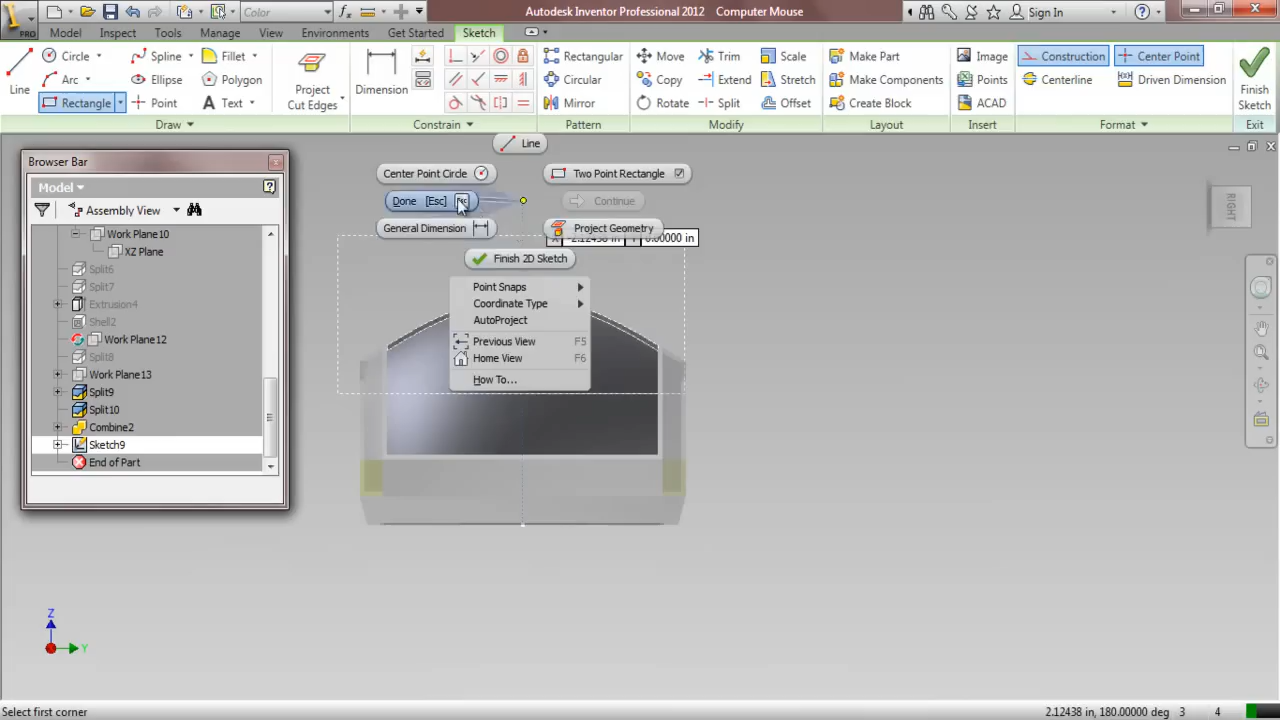 Color
Autodesk Inventor Professional 2012 Computer Mouse
Sign In
PRO
Model Inspect Tools Manage View Environments Get Started Sketch
Line
Circle
Arc
Rectangle
Spline
Ellipse
Point
Fillet
Polygon
Text
Draw
Project
Cut Edges
Dimension
Constrain
Rectangular
Circular
Mirror
Pattern
Move
Copy
Rotate
Trim
Extend
Split
Scale
Stretch
Offset
Modify
Make Part
Make Components
Create Block
Layout
Image
Points
ACAD
Insert
Construction
Centerline
Center Point
Driven Dimension
Format
Finish
Sketch
Exit
Browser Bar
Model
Assembly View
Work Plane10
XZ Plane
Split6
Split7
Extrusion4
Shell2
Work Plane12
Split8
Work Plane13
Split9
Split10
Combine2
Sketch9
End of Part
Line
Center Point Circle
Two Point Rectangle
Done [Esc]
Continue
General Dimension
Project Geometry
X -2.12438 in Y 0.00000 in
Finish 2D Sketch
Point Snaps
Coordinate Type
AutoProject
Previous View F5
Home View F6
How To...
RIGHT
Z
Y
Select first corner
2.12438 in, 180.00000 deg 3 4